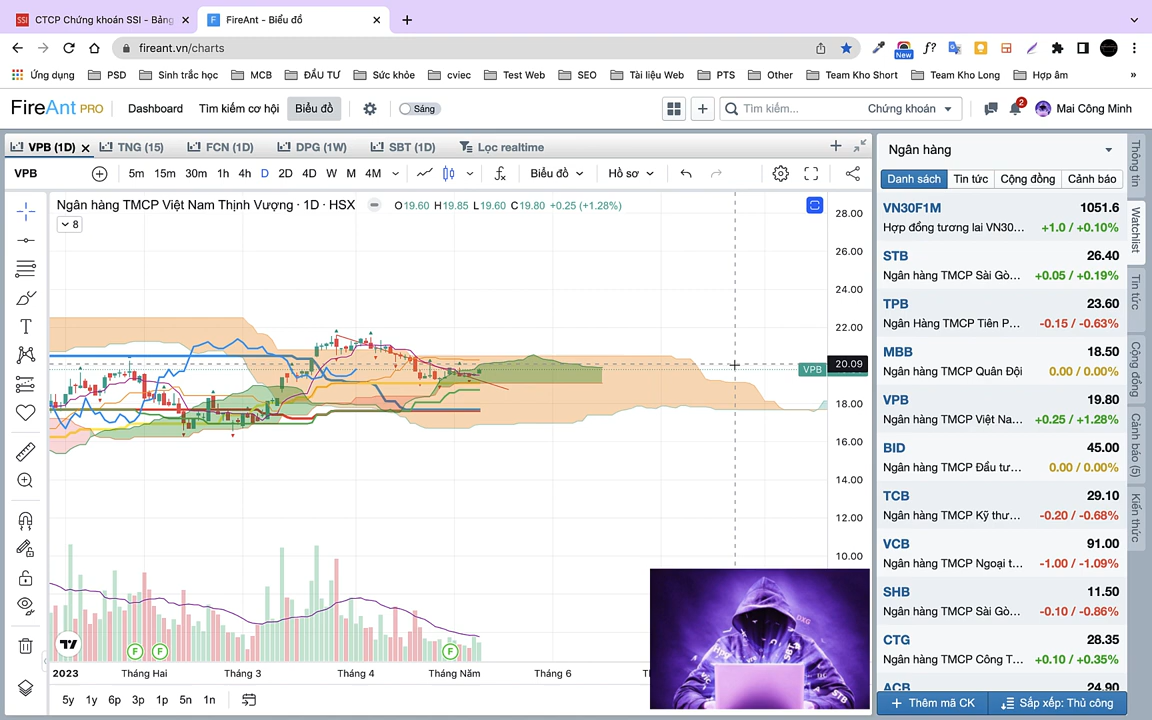 CTCP Chứng khoán SSI - Bảng
FireAnt - Biểu đồ
fireant.vn/charts
New
Ứng dụng
PSD
Sinh trắc học
MCB
ĐẦU TƯ
Sức khỏe
cviec
Test Web
SEO
Tài liệu Web
PTS
Other
Team Kho Short
Team Kho Long
Hợp âm
»
FireAnt PRO
Dashboard
Tìm kiếm cơ hội
Biểu đồ
Sáng
Tìm kiếm...
Chứng khoán
2
Mai Công Minh
VPB (1D)
TNG (15)
FCN (1D)
DPG (1W)
SBT (1D)
Lọc realtime
VPB
5m 15m 30m 1h 4h D 2D 4D W M 4M
Biểu đồ
Hồ sơ
Ngân hàng TMCP Việt Nam Thịnh Vượng · 1D · HSX
O19.60 H19.85 L19.60 C19.80 +0.25 (+1.28%)
8
28.00
26.00
24.00
22.00
20.09
VPB
18.00
16.00
14.00
12.00
10.00
F
F
F
2023
Tháng Hai
Tháng 3
Tháng 4
Tháng Năm
Tháng 6
5y 1y 6p 3p 1p 5n 1n
Ngân hàng
Danh sách
Tin tức
Cộng đồng
Cảnh báo
VN30F1M 1051.6
Hợp đồng tương lai VN30... +1.0 / +0.10%
STB 26.40
Ngân hàng TMCP Sài Gò... +0.05 / +0.19%
TPB 23.60
Ngân Hàng TMCP Tiên P... -0.15 / -0.63%
MBB 18.50
Ngân hàng TMCP Quân Đội 0.00 / 0.00%
VPB 19.80
Ngân hàng TMCP Việt Na... +0.25 / +1.28%
BID 45.00
Ngân hàng TMCP Đầu tư... 0.00 / 0.00%
TCB 29.10
Ngân hàng TMCP Kỹ thư... -0.20 / -0.68%
VCB 91.00
Ngân hàng TMCP Ngoại t... -1.00 / -1.09%
SHB 11.50
Ngân hàng TMCP Sài Gò... -0.10 / -0.86%
CTG 28.35
Ngân hàng TMCP Công T... +0.10 / +0.35%
ACB 24.90
Thêm mã CK
Sắp xếp: Thủ công
Thông tin
Watchlist
Tin tức
Cộng đồng
Cảnh báo (5)
Kiến thức
DXG
HPV
STB